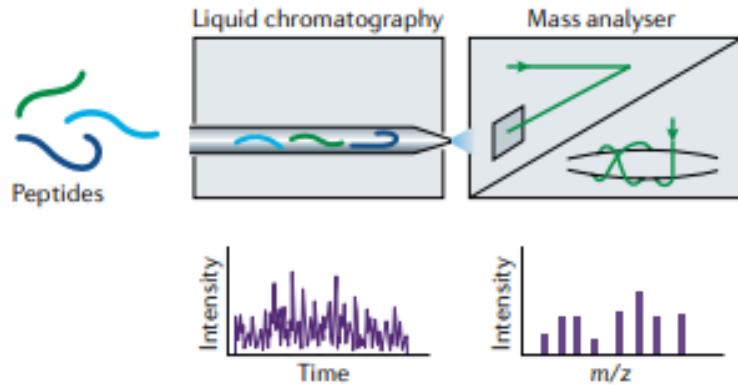 Liquid chromatography
Mass analyser
Peptides
Intensity
Time
Intensity
m/z